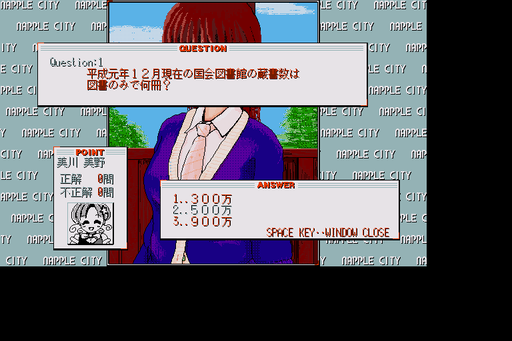 NAPPLE CITY NAPPLE CITY NAPPLE CITY
QUESTION
Question:1
平成元年12月現在の国会図書館の蔵書数は
図書のみで何冊?
POINT
美川 美野
正解 0問
不正解 0問
ANSWER
1..300万
2..500万
3..900万
SPACE KEY··WINDOW CLOSE
NAPPLE CITY NAPPLE CITY